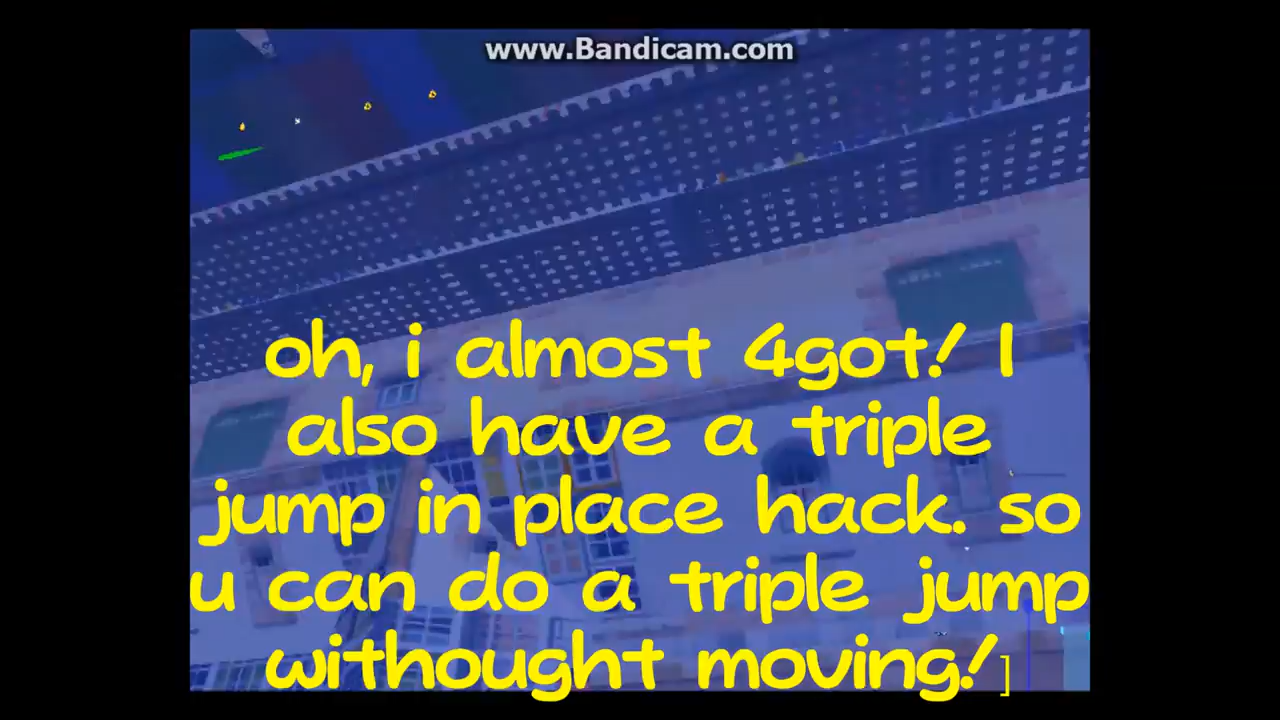 www.Bandicam.com
oh, i almost 4got! I
also have a triple
jump in place hack. so
u can do a triple jump
withought moving!]